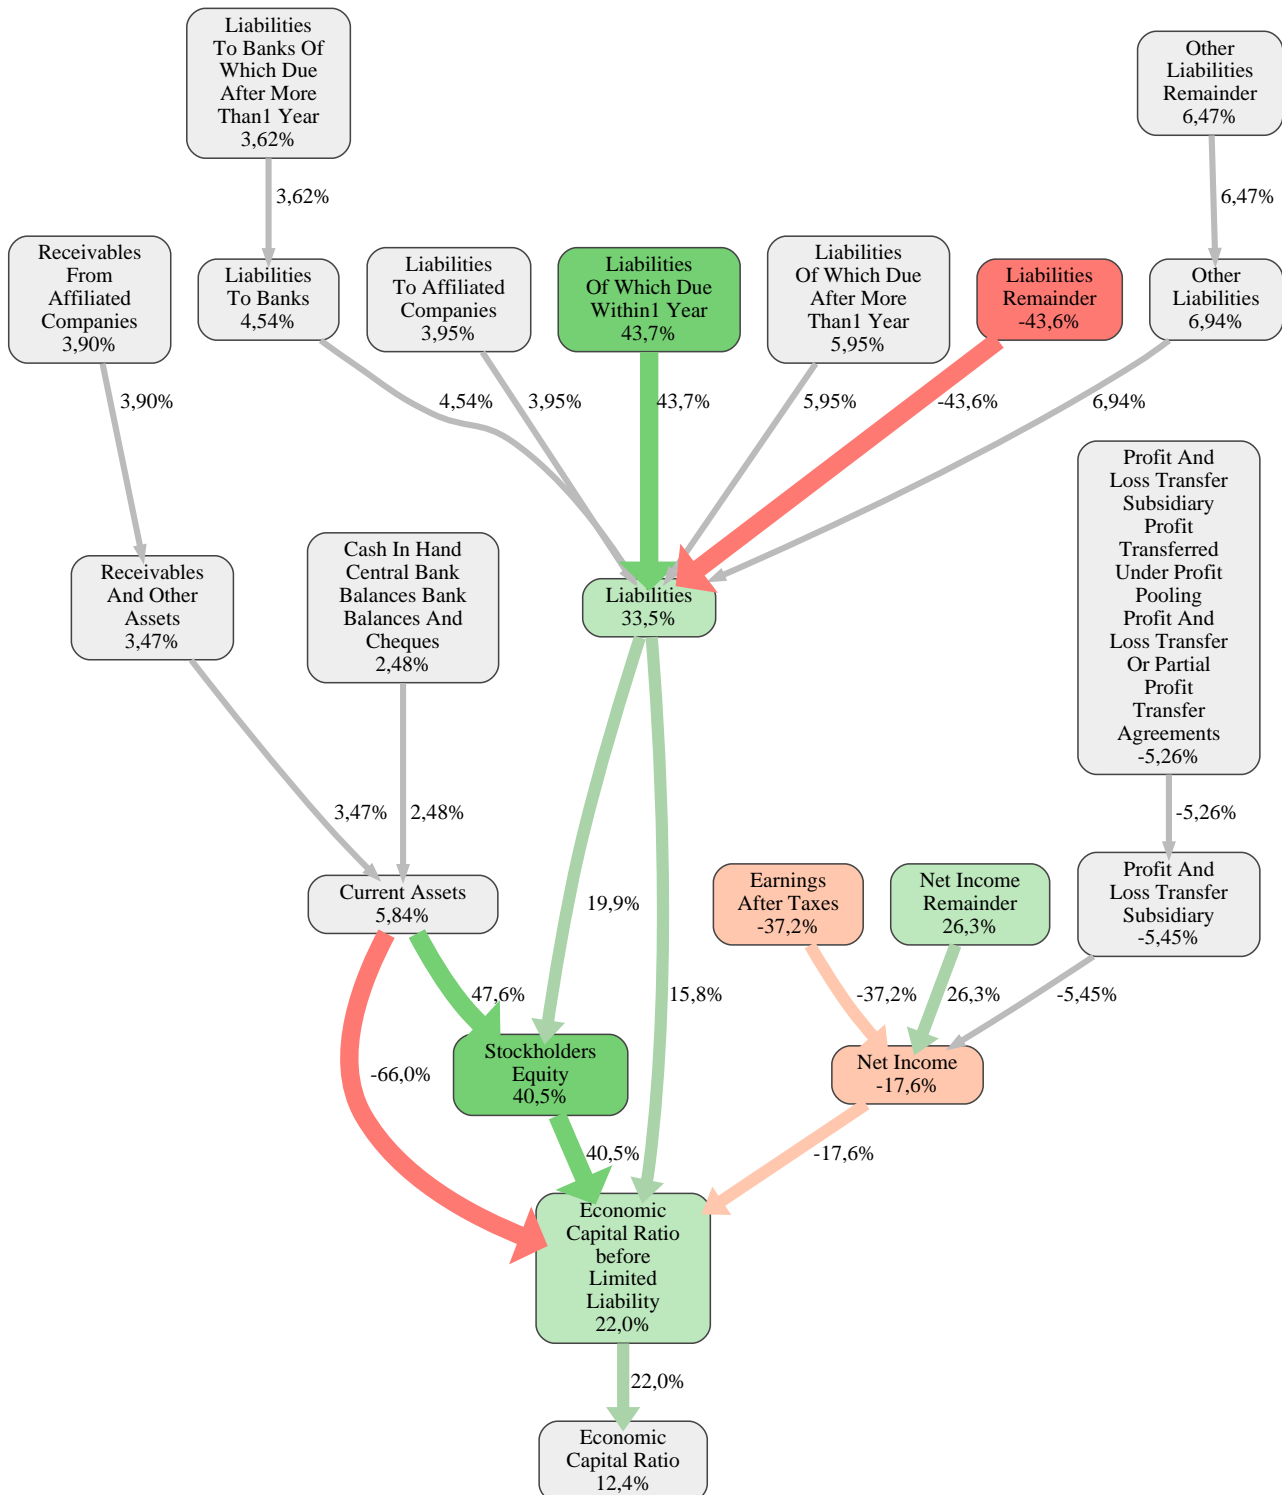 Liabilities
To Banks Of
Which Due
After More
Than1 Year
3,62%
Other
Liabilities
Remainder
6,47%
3,62%
6,47%
Receivables
From
Affiliated
Companies
3,90%
Liabilities
To Banks
4,54%
Liabilities
To Affiliated
Companies
3,95%
Liabilities
Of Which Due
Within1 Year
43,7%
Liabilities
Of Which Due
After More
Than1 Year
5,95%
Liabilities
Remainder
-43,6%
Other
Liabilities
6,94%
3,90%
4,54%
3,95%
43,7%
5,95%
-43,6%
6,94%
Profit And
Loss Transfer
Subsidiary
Profit
Transferred
Under Profit
Pooling
Profit And
Loss Transfer
Or Partial
Profit
Transfer
Agreements
-5,26%
Receivables
And Other
Assets
3,47%
Cash In Hand
Central Bank
Balances Bank
Balances And
Cheques
2,48%
Liabilities
33,5%
3,47%
2,48%
-5,26%
Current Assets
5,84%
19,9%
Earnings
After Taxes
-37,2%
Net Income
Remainder
26,3%
Profit And
Loss Transfer
Subsidiary
-5,45%
47,6%
15,8%
-37,2%
26,3%
-5,45%
-66,0%
Stockholders
Equity
40,5%
Net Income
-17,6%
40,5%
-17,6%
Economic
Capital Ratio
before
Limited
Liability
22,0%
22,0%
Economic
Capital Ratio
12,4%